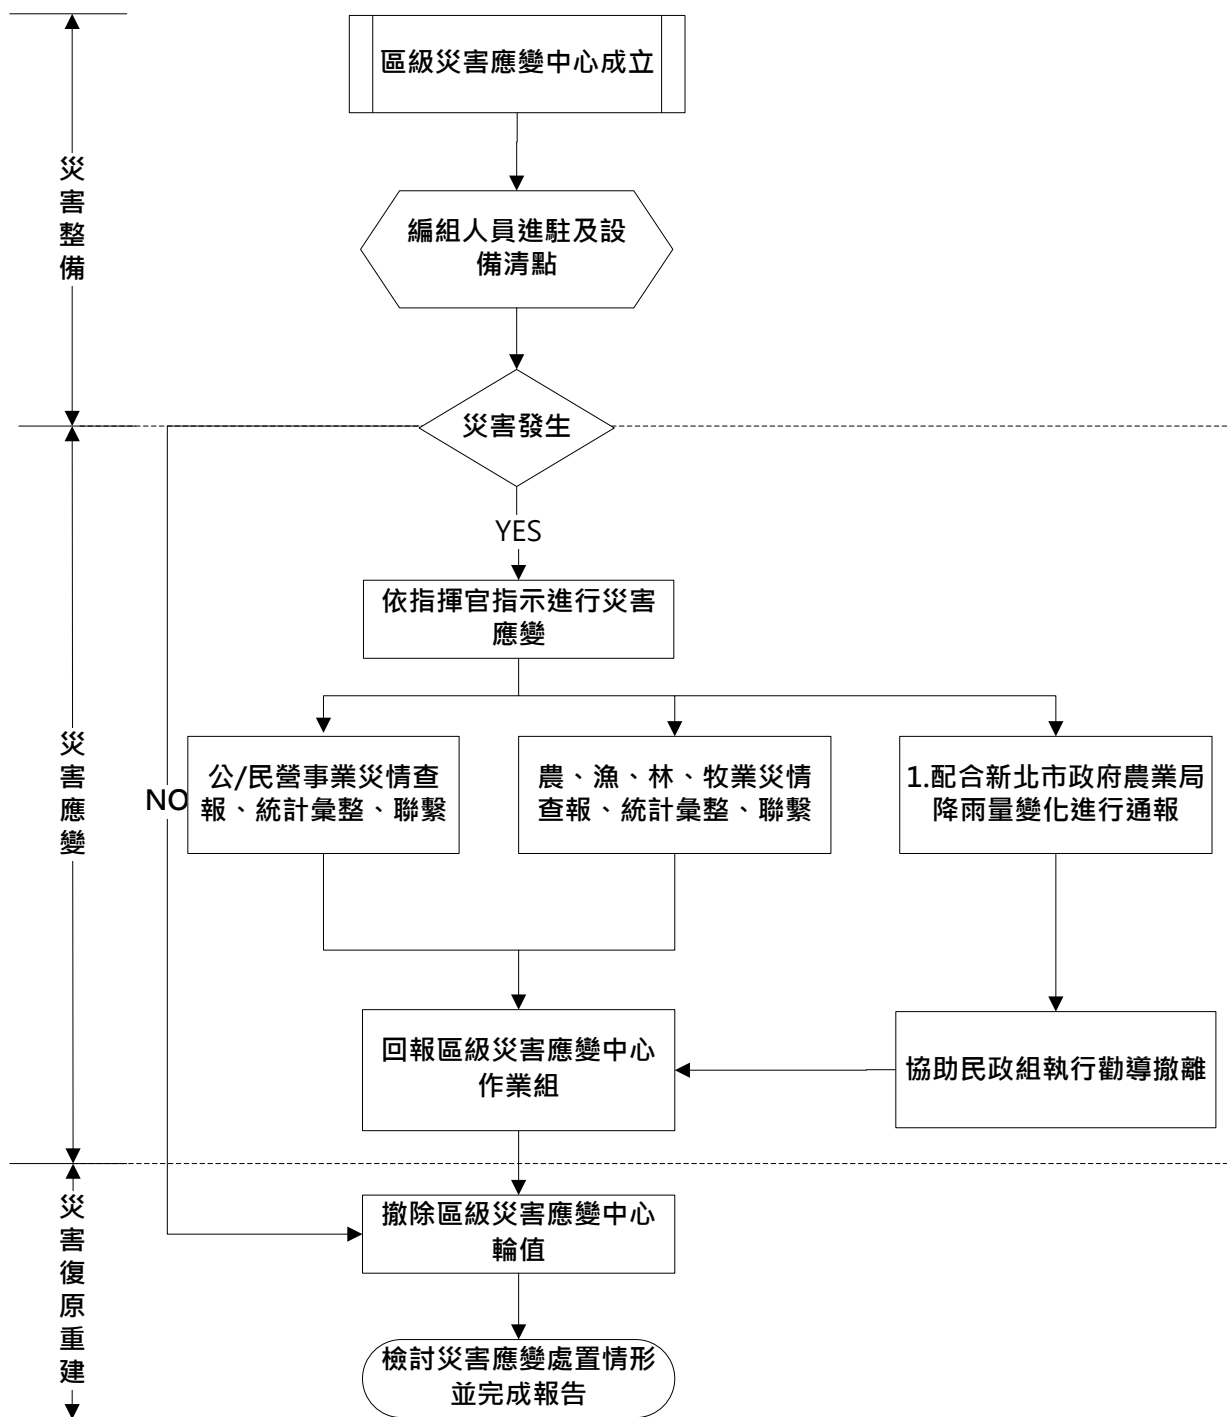 區級災害應變中心成立
災害整備
編組人員進駐及設
備清點
災害發生
YES
依指揮官指示進行災害
應變
災害應變
NO
公/民營事業災情查
報、統計彙整、聯繫
農、漁、林、牧業災情
查報、統計彙整、聯繫
1.配合新北市政府農業局
降雨量變化進行通報
回報區級災害應變中心
作業組
協助民政組執行勸導撤離
災害復原重建
撤除區級災害應變中心
輪值
檢討災害應變處置情形
並完成報告